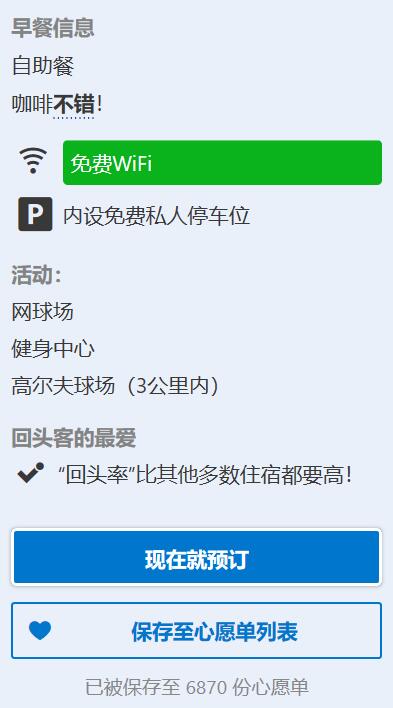 早餐信息
自助餐
咖啡不错！
免费WiFi
P 内设免费私人停车位
活动：
网球场
健身中心
高尔夫球场（3公里内）
回头客的最爱
“回头率”比其他多数住宿都要高！
现在就预订
保存至心愿单列表
已被保存至 6870 份心愿单